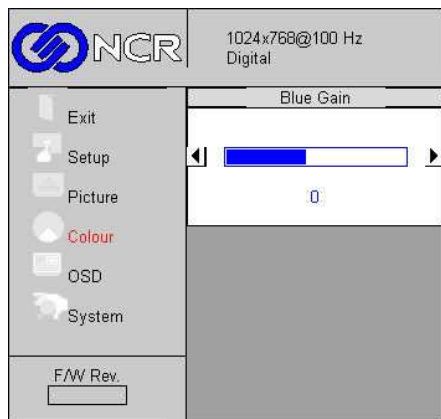 NCR
1024x768@100 Hz
Digital
Blue Gain
0
Exit
Setup
Picture
Colour
OSD
System
F/W Rev.